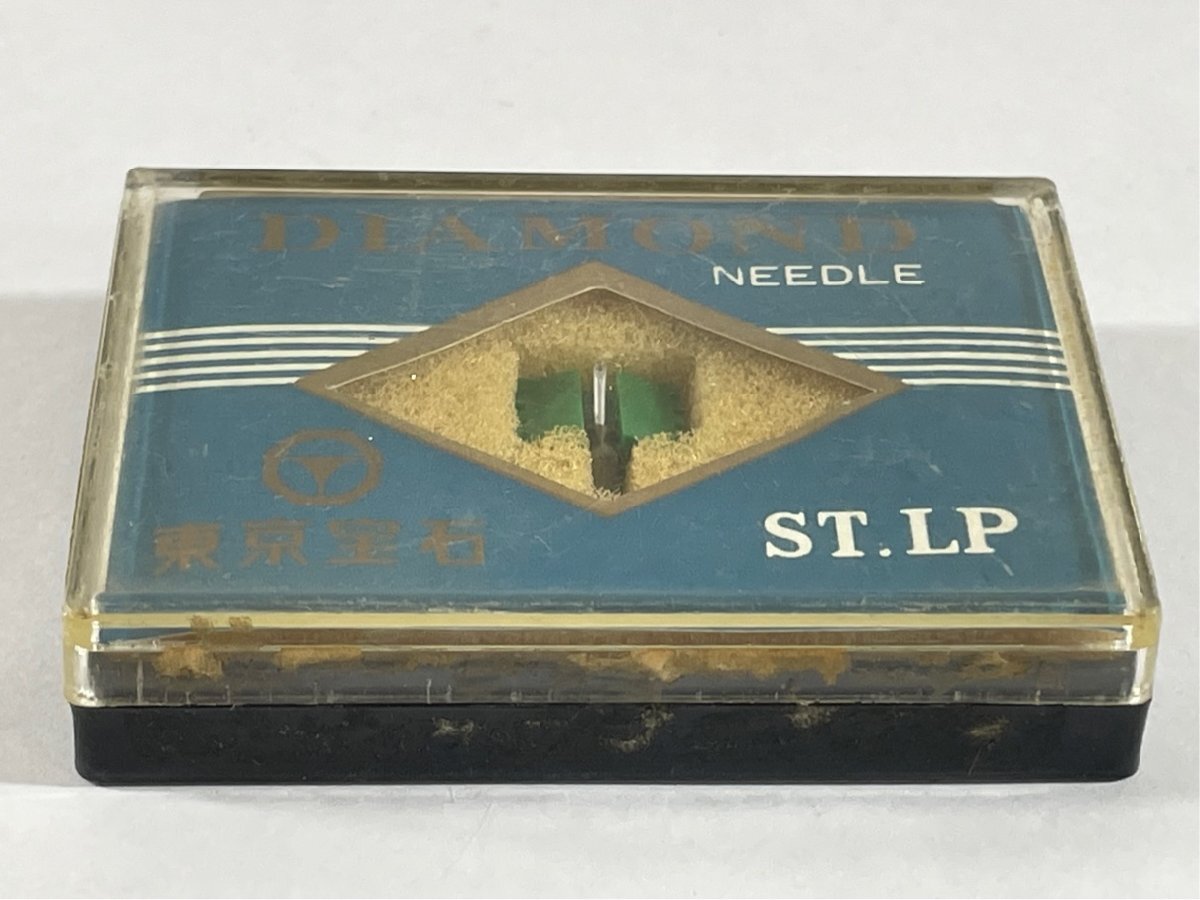 DIAMOND
NEEDLE
東京宝石
ST.LP